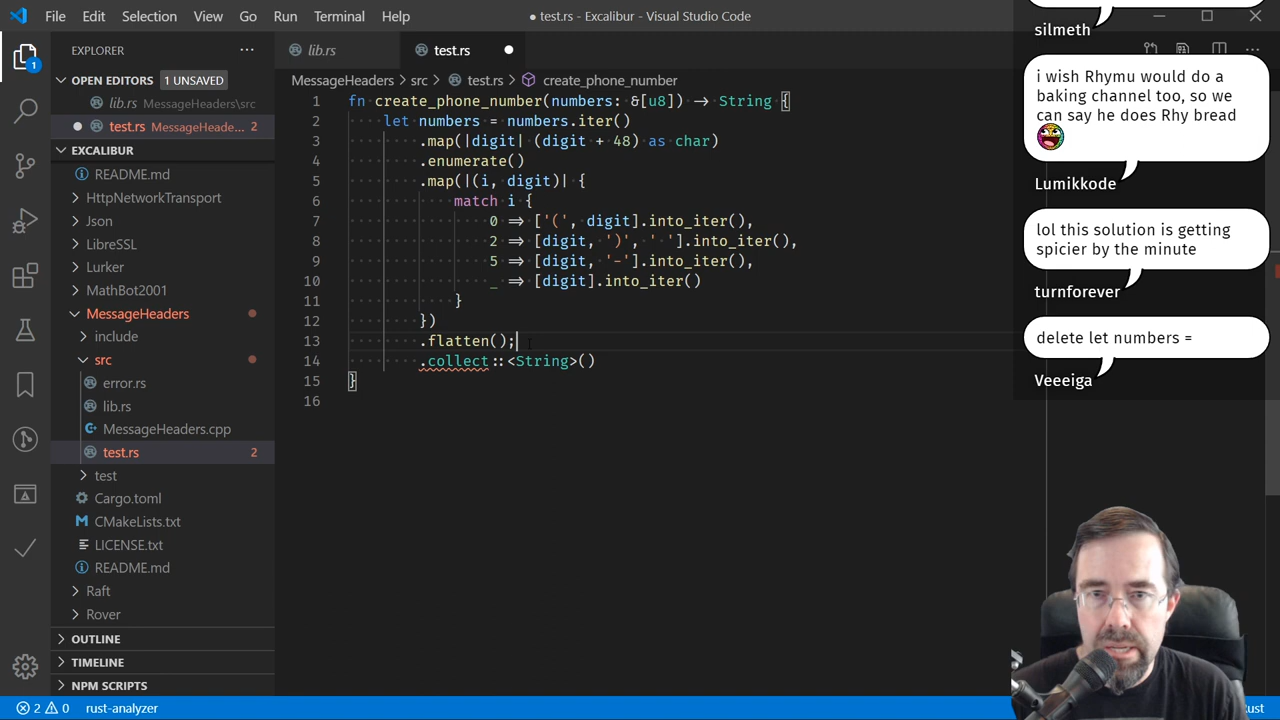 File Edit Selection View Go Run Terminal Help
● test.rs - Excalibur - Visual Studio Code
EXPLORER
OPEN EDITORS 1 UNSAVED
lib.rs MessageHeaders\src
test.rs MessageHeade... 2
EXCALIBUR
README.md
HttpNetworkTransport
Json
LibreSSL
Lurker
MathBot2001
MessageHeaders
include
src
error.rs
lib.rs
MessageHeaders.cpp
test.rs 2
test
Cargo.toml
CMakeLists.txt
LICENSE.txt
README.md
Raft
Rover
OUTLINE
TIMELINE
NPM SCRIPTS
1
lib.rs
test.rs
MessageHeaders > src > test.rs > create_phone_number
1 fn create_phone_number(numbers: &[u8]) -> String {
2 let numbers = numbers.iter()
3 .map(|digit| (digit + 48) as char)
4 .enumerate()
5 .map(|(i, digit)| {
6 match i {
7 0 => ['(', digit].into_iter(),
8 2 => [digit, ')', ' '].into_iter(),
9 5 => [digit, '-'].into_iter(),
10 _ => [digit].into_iter()
11 }
12 })
13 .flatten();
14 .collect::<String>()
15 }
16
silmeth
i wish Rhymu would do a
baking channel too, so we
can say he does Rhy bread
Lumikkode
lol this solution is getting
spicier by the minute
turnforever
delete let numbers =
Veeeiga
2 0 rust-analyzer